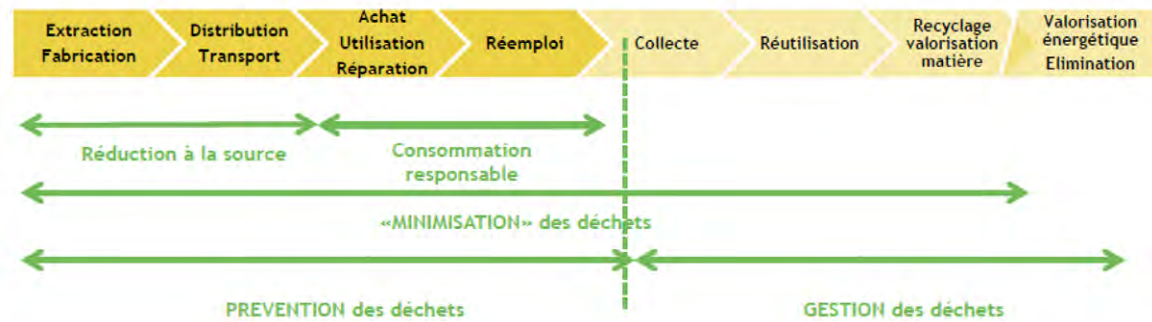 Extraction
Fabrication
Distribution
Transport
Achat
Utilisation
Réparation
Réemploi
Collecte
Réutilisation
Recyclage
valorisation
matière
Valorisation
énergétique
Elimination
Réduction à la source
Consommation
responsable
«MINIMISATION» des déchets
PREVENTION des déchets
GESTION des déchets